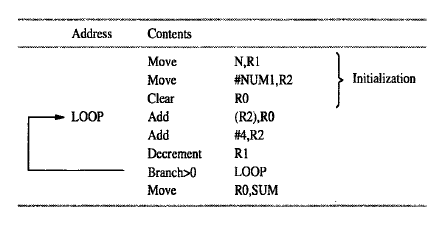 Address Contents
Move N,R1
Move #NUM1,R2
Clear R0
Initialization
LOOP Add (R2),R0
Add #4,R2
Decrement R1
Branch>0 LOOP
Move R0,SUM